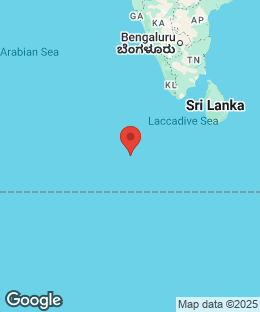 GA
KA
AP
Bengaluru
ಬೆಂಗಳೂರು
Arabian Sea
TN
KL
Sri Lanka
Laccadive Sea
Google
Map data ©2025